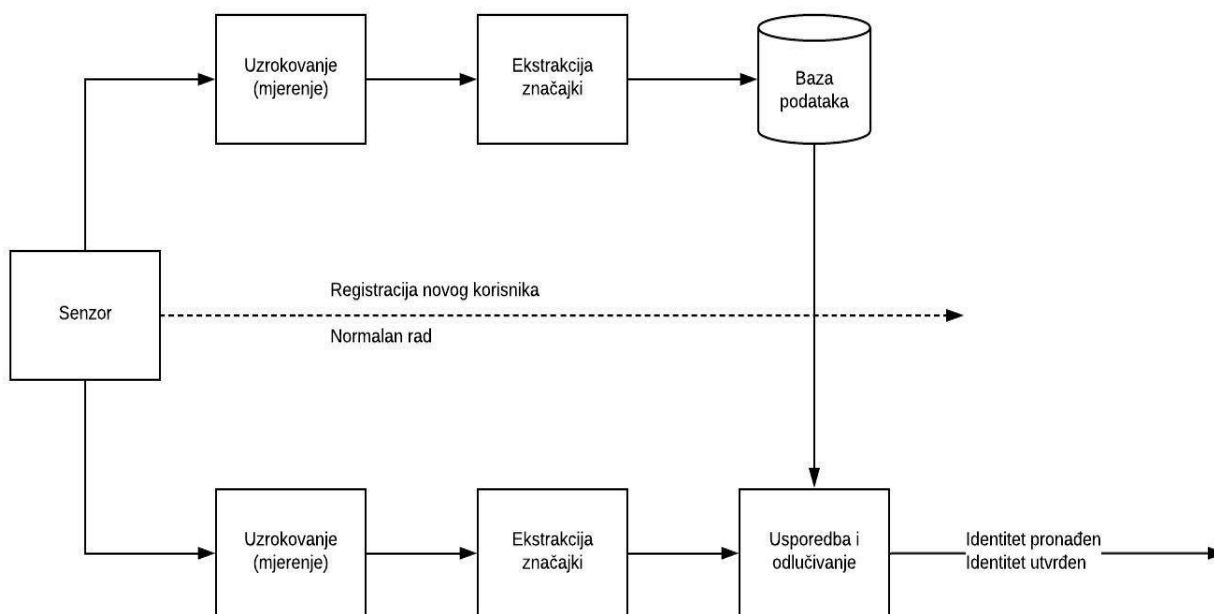 Uzrokovanje
(mjerenje)
Ekstrakcija
značajki
Baza
podataka
Senzor
Registracija novog korisnika
Normalan rad
Uzrokovanje
(mjerenje)
Ekstrakcija
značajki
Usporedba i
odlučivanje
Identitet pronađen
Identitet utvrđen